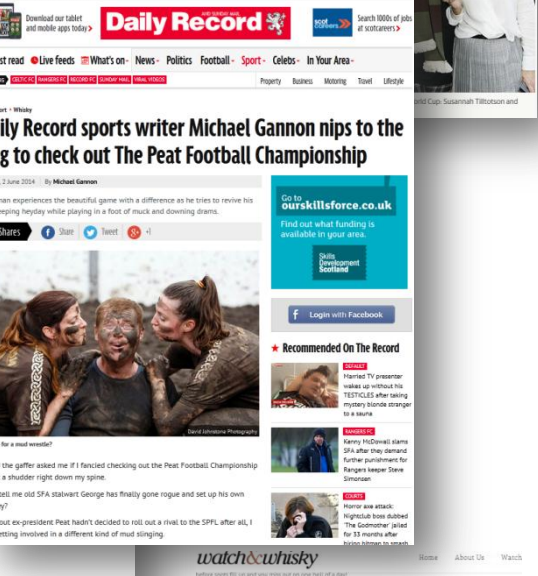 Download our tablet
and mobile apps today
Daily Record
scot
careers
Search 1000s of jobs
at scotcareers
st read Live feeds What's on News Politics Football Sport Celebs In Your Area
CELTIC FC RANGERS FC RECORD FC SUNDAY MAIL VIRAL VIDEOS
Property Business Motoring Travel Lifestyle
ort Whisky
ily Record sports writer Michael Gannon nips to the
g to check out The Peat Football Championship
, 2 June 2014 By Michael Gannon
man experiences the beautiful game with a difference as he tries to revive his
eeping heyday while playing in a foot of muck and downing drams.
Shares Share Tweet +1
David Johnstone Photography
for a mud wrestle?
the gaffer asked me if I fancied checking out the Peat Football Championship
a shudder right down my spine.
tell me old SFA stalwart George has finally gone rogue and set up his own
y?
out ex-president Peat hadn't decided to roll out a rival to the SPFL after all, I
etting involved in a different kind of mud slinging.
Go to
ourskillsforce.co.uk
Find out what funding is
available in your area.
Skills
Development
Scotland
Login with Facebook
Recommended On The Record
DEFAULT
Married TV presenter
wakes up without his
TESTICLES after taking
mystery blonde stranger
to a sauna
RANGERS FC
Kenny McDowall slams
SFA after they demand
further punishment for
Rangers keeper Steve
Simonsen
COURTS
Horror axe attack:
Nightclub boss dubbed
'The Godmother' jailed
for 33 months after
hiring hitman to smash
orld Cup: Susannah Tilltotson and
watch&whisky
Home About Us Watch